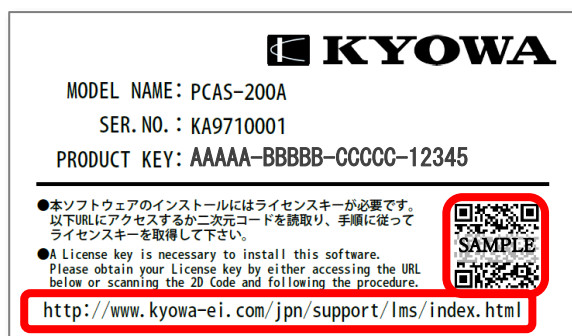 KYOWA
MODEL NAME: PCAS-200A
SER.NO.: KA9710001
PRODUCT KEY: AAAAA-BBBBB-CCCCC-12345
●本ソフトウェアのインストールにはライセンスキーが必要です。
以下URLにアクセスするか二次元コードを読取り、手順に従って
ライセンスキーを取得して下さい。
●A License key is necessary to install this software.
Please obtain your License key by either accessing the URL
below or scanning the 2D Code and following the procedure.
SAMPLE
http://www.kyowa-ei.com/jpn/support/lms/index.html